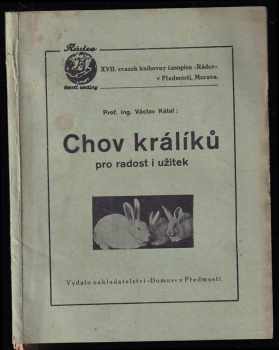 Rádce
XVII. svazek knihovny časopisu »Rádce«
v Předmostí, Morava.
Prof. Ing. Václav Kálal:
Chov králíků
pro radost i užitek
Vydalo nakladatelství »Domov« v Předmostí.